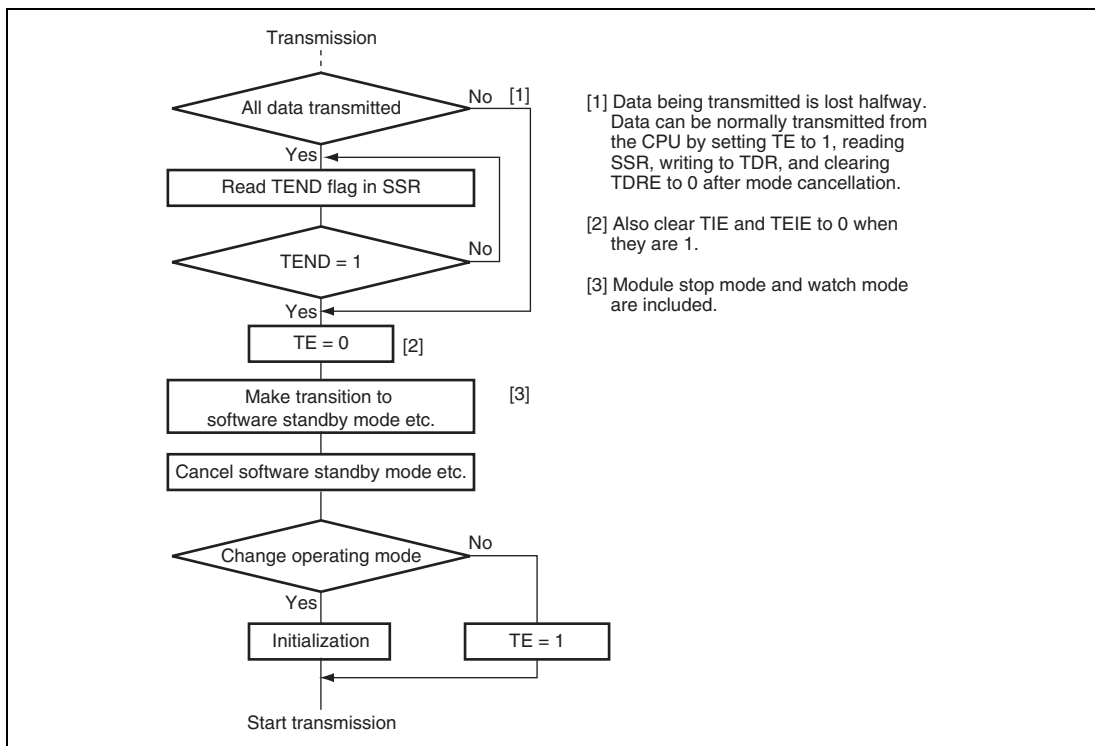 Transmission
All data transmitted
No [1]
Yes
Read TEND flag in SSR
TEND = 1
No
Yes
TE = 0
[2]
Make transition to
software standby mode etc.
[3]
Cancel software standby mode etc.
Change operating mode
No
Yes
Initialization
TE = 1
Start transmission
[1] Data being transmitted is lost halfway.
Data can be normally transmitted from
the CPU by setting TE to 1, reading
SSR, writing to TDR, and clearing
TDRE to 0 after mode cancellation.
[2] Also clear TIE and TEIE to 0 when
they are 1.
[3] Module stop mode and watch mode
are included.